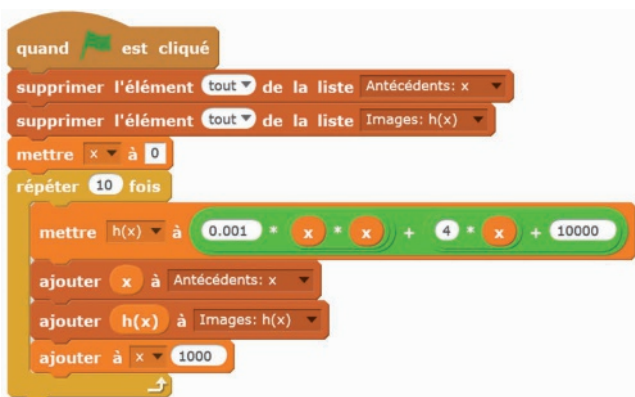 quand est cliqué
supprimer l'élément tout de la liste Antécédents: x
supprimer l'élément tout de la liste Images: h(x)
mettre x à 0
répéter 10 fois
mettre h(x) à 0.001 * x * x + 4 * x + 10000
ajouter x à Antécédents: x
ajouter h(x) à Images: h(x)
ajouter à x 1000